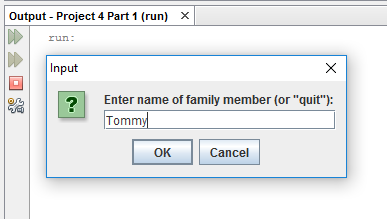 Output - Project 4 Part 1 (run) ×
run:
Input
?
Enter name of family member (or "quit"):
Tommy
OK Cancel